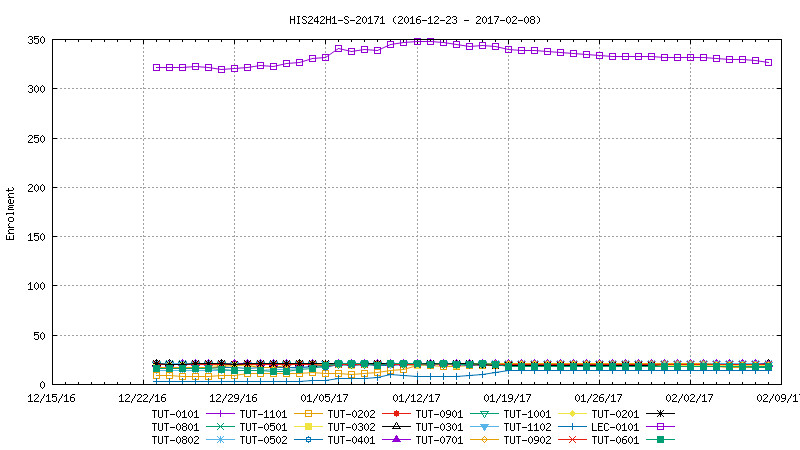 HIS242H1-S-20171 (2016-12-23 - 2017-02-08)
350
300
250
200
150
100
50
0
Enrolment
12/15/16 12/22/16 12/29/16 01/05/17 01/12/17 01/19/17 01/26/17 02/02/17 02/09/17
TUT-0101 TUT-1101 TUT-0202 TUT-0901 TUT-1001 TUT-0201
TUT-0801 TUT-0501 TUT-0302 TUT-0301 TUT-1102 LEC-0101
TUT-0802 TUT-0502 TUT-0401 TUT-0701 TUT-0902 TUT-0601